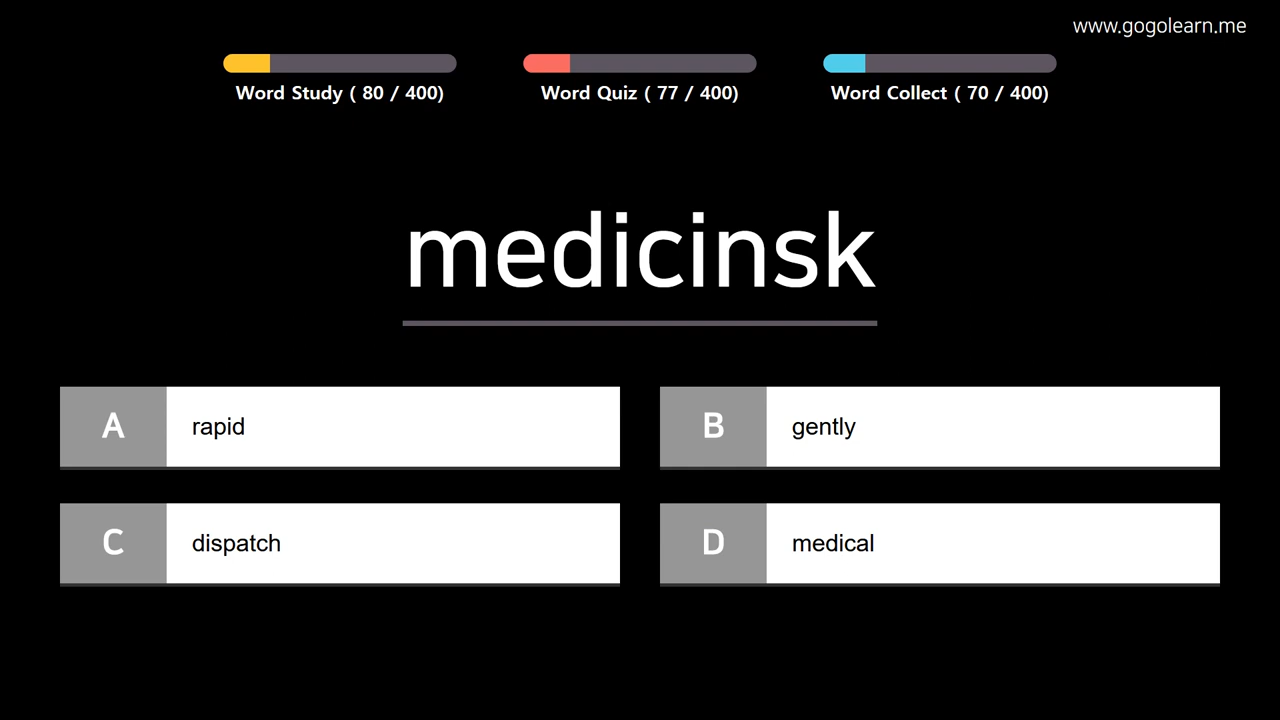 www.gogolearn.me
Word Study ( 80 / 400)
Word Quiz ( 77 / 400)
Word Collect ( 70 / 400)
medicinsk
A rapid
B gently
C dispatch
D medical